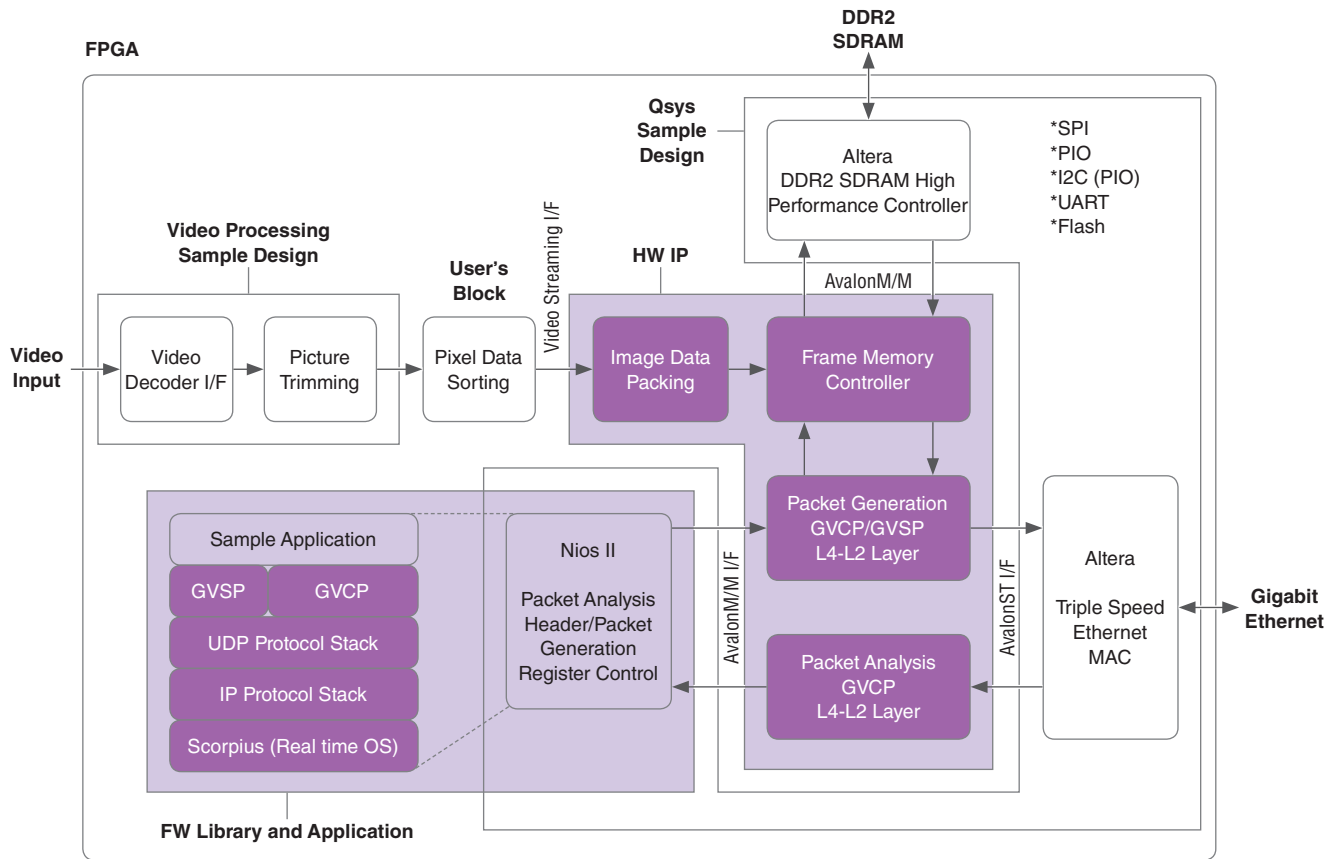 DDR2
SDRAM
FPGA
Qsys
Sample
Design
Altera
DDR2 SDRAM High
Performance Controller
*SPI
*PIO
*I2C (PIO)
*UART
*Flash
Video Processing
Sample Design
User's
Block
Video Streaming I/F
HW IP
AvalonM/M
Video
Input
Video
Decoder I/F
Picture
Trimming
Pixel Data
Sorting
Image Data
Packing
Frame Memory
Controller
Sample Application
GVSP
GVCP
UDP Protocol Stack
IP Protocol Stack
Scorpius (Real time OS)
Nios II
Packet Analysis
Header/Packet
Generation
Register Control
AvalonM/M I/F
Packet Generation
GVCP/GVSP
L4-L2 Layer
Packet Analysis
GVCP
L4-L2 Layer
AvalonST I/F
Altera
Triple Speed
Ethernet
MAC
Gigabit
Ethernet
FW Library and Application